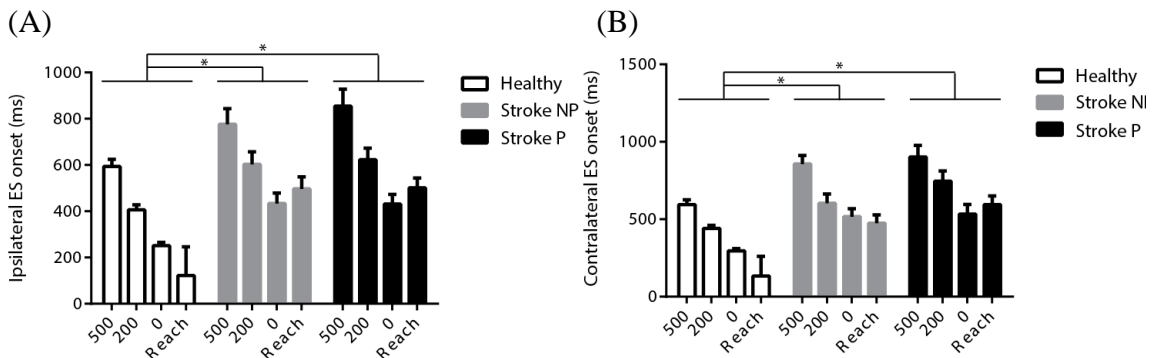 (A)
*
*
1000
800
600
400
200
0
Ipsilateral ES onset (ms)
500
200
0
Reach
500
200
0
Reach
500
200
0
Reach
Healthy
Stroke NP
Stroke P
(B)
*
*
1500
1000
500
0
Contralateral ES onset (ms)
500
200
0
Reach
500
200
0
Reach
500
200
0
Reach
Healthy
Stroke NI
Stroke P